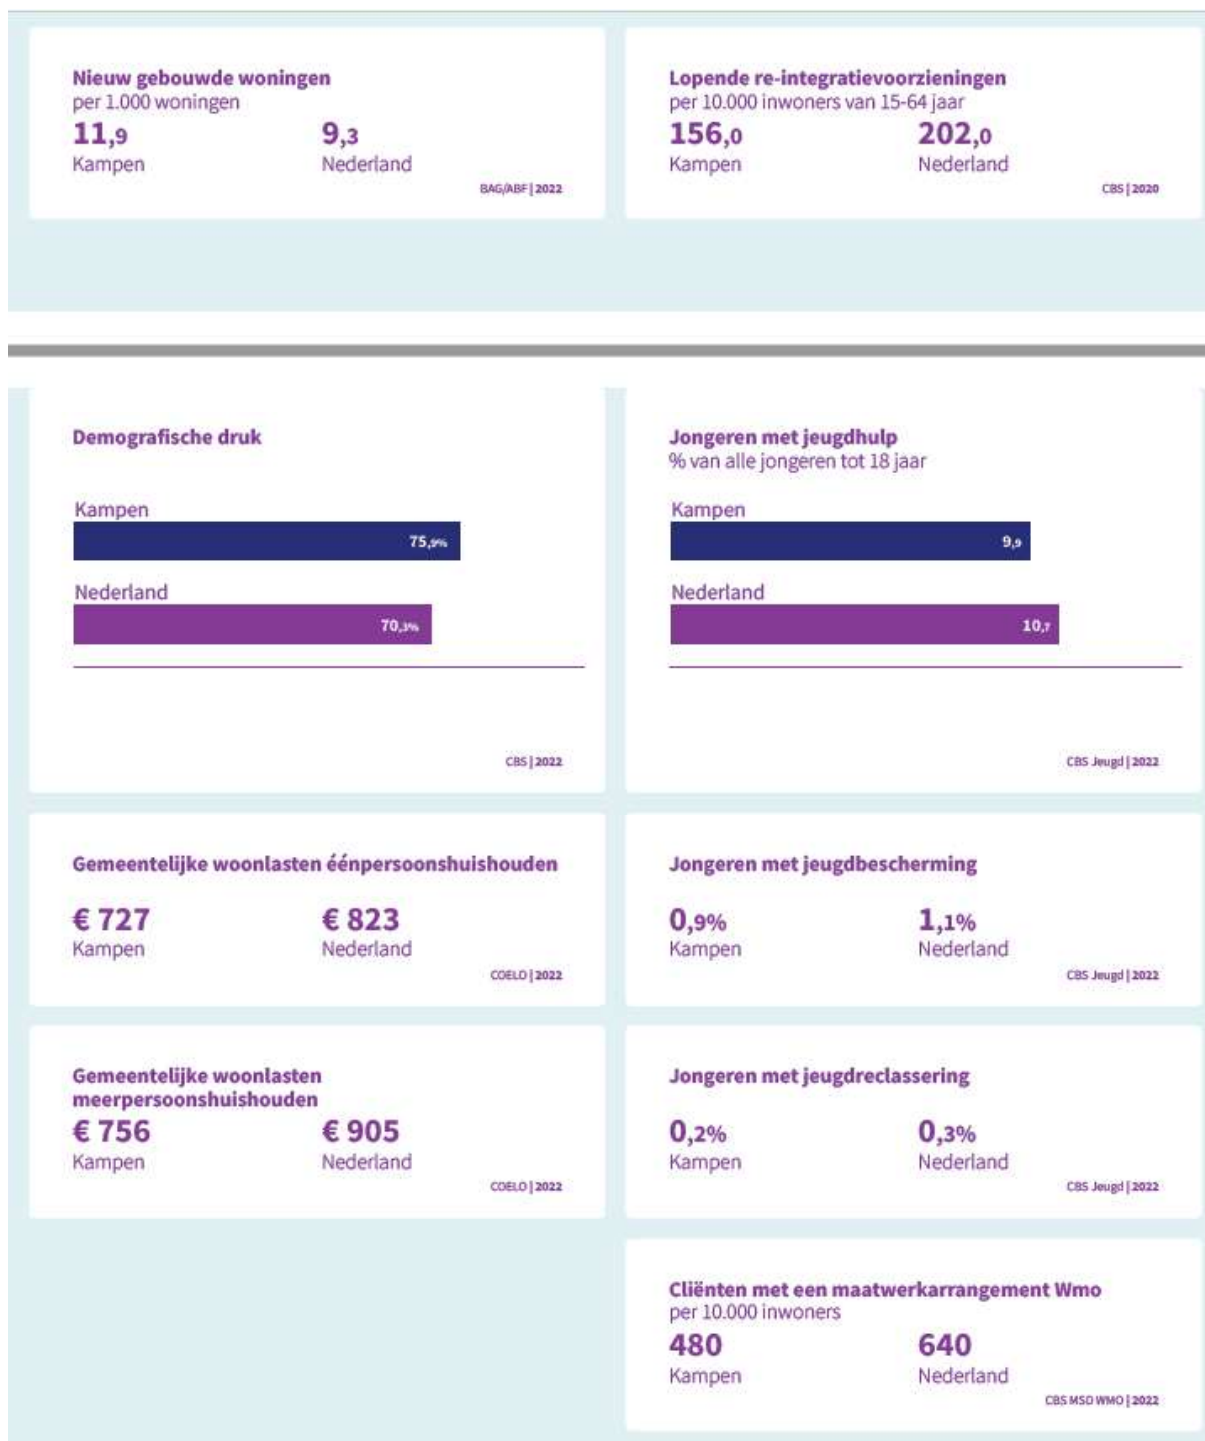 Nieuw gebouwde woningen
per 1.000 woningen
11,9
9,3
Kampen
Nederland
BAG/ABF | 2022
Lopende re-integratievoorzieningen
per 10.000 inwoners van 15-64 jaar
156,0
202,0
Kampen
Nederland
CBS | 2020
Demografische druk
Kampen
75,9%
Nederland
70,3%
CBS | 2022
Jongeren met jeugdhulp
% van alle jongeren tot 18 jaar
Kampen
9,9
Nederland
10,7
CBS Jeugd | 2022
Gemeentelijke woonlasten éénpersoonshuishouden
€ 727
€ 823
Kampen
Nederland
COELO | 2022
Jongeren met jeugdbescherming
0,9%
1,1%
Kampen
Nederland
CBS Jeugd | 2022
Gemeentelijke woonlasten
meerpersoonshuishouden
€ 756
€ 905
Kampen
Nederland
COELO | 2022
Jongeren met jeugdreclassering
0,2%
0,3%
Kampen
Nederland
CBS Jeugd | 2022
Cliënten met een maatwerkarrangement Wmo
per 10.000 inwoners
480
640
Kampen
Nederland
CBS MSD WMO | 2022